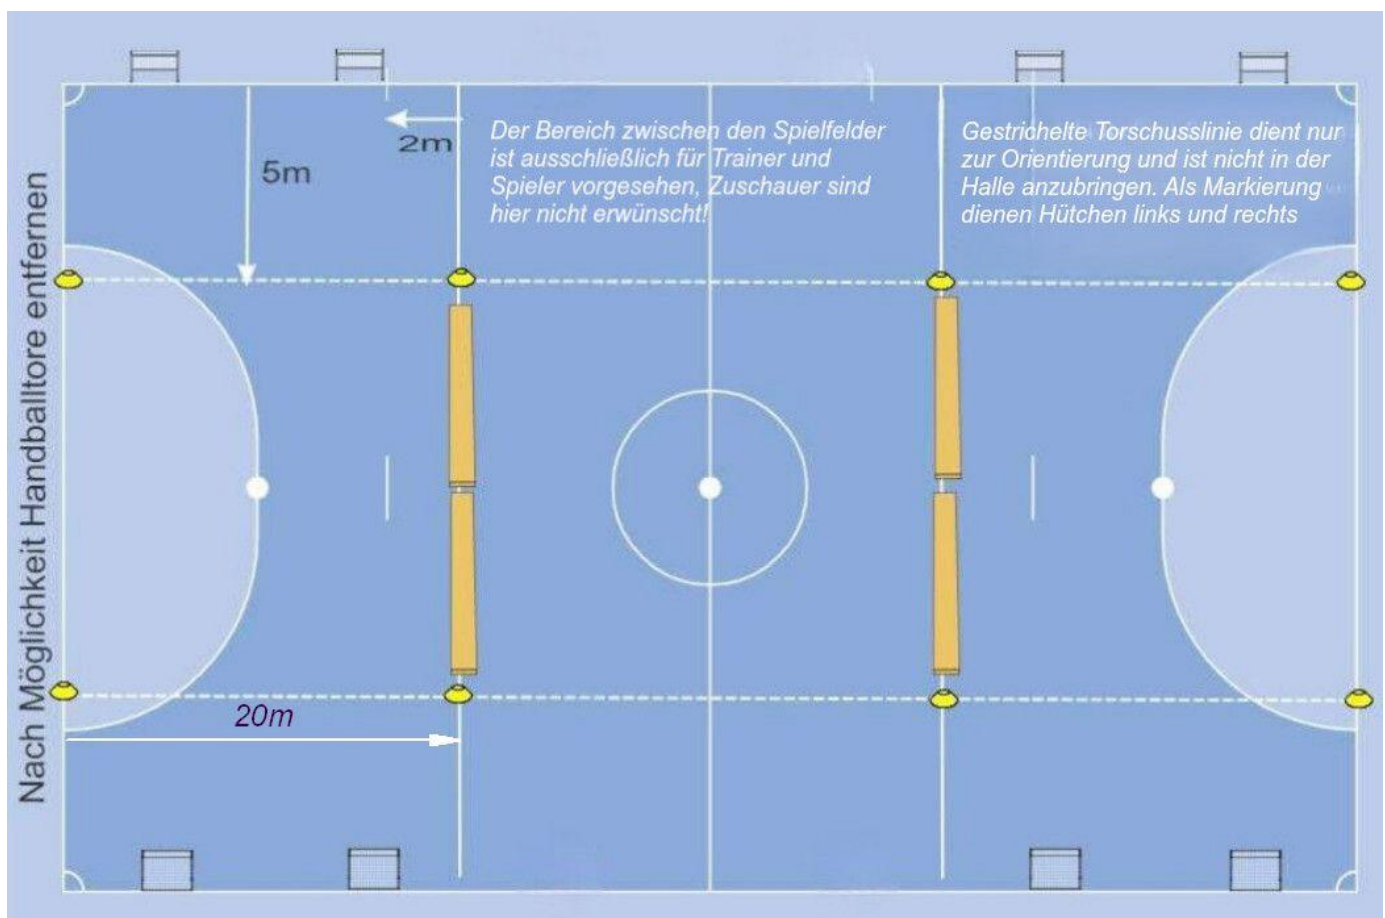 Nach Möglichkeit Handballtore entfernen
5m
2m
Der Bereich zwischen den Spielfelder
ist ausschließlich für Trainer und
Spieler vorgesehen, Zuschauer sind
hier nicht erwünscht!
Gestrichelte Torschusslinie dient nur
zur Orientierung und ist nicht in der
Halle anzubringen. Als Markierung
dienen Hütchen links und rechts
20m